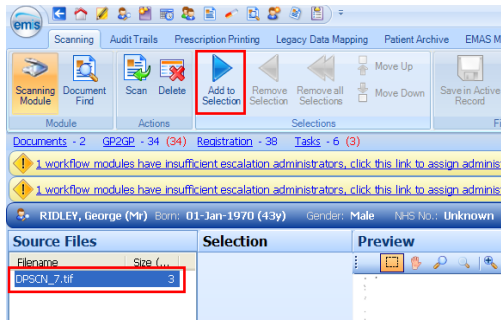 emis
Scanning Audit Trails Prescription Printing Legacy Data Mapping Patient Archive EMAS M
Scanning Module Document Find Scan Delete Add to Selection Remove Selection Remove all Selections Move Up Move Down Save in Active Record
Module Actions Selections Fi
Documents - 2 GP2GP - 34 (34) Registration - 38 Tasks - 6 (3)
1 workflow modules have insufficient escalation administrators, click this link to assign adminis
1 workflow modules have insufficient escalation administrators, click this link to assign adminis
RIDLEY, George (Mr) Born: 01-Jan-1970 (43y) Gender: Male NHS No.: Unknown
Source Files Selection Preview
Filename Size (...
DPSCN_7.tif 3